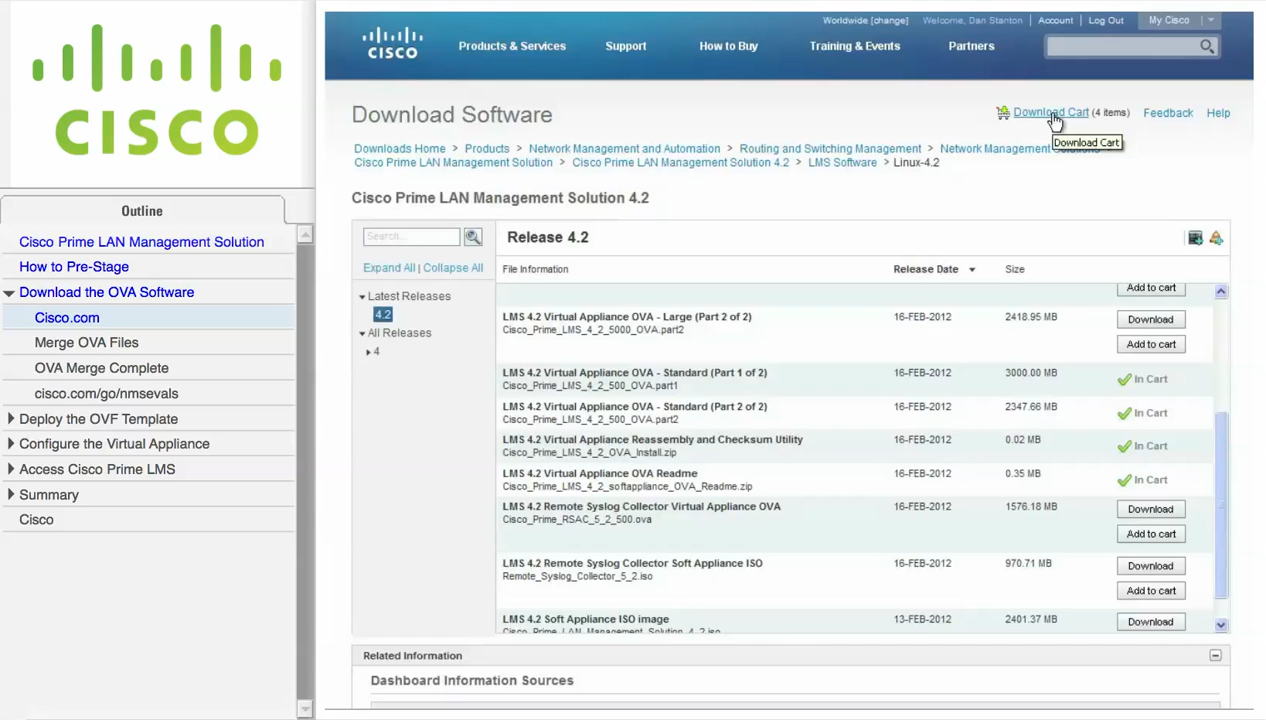 CISCO
Outline
Cisco Prime LAN Management Solution
How to Pre-Stage
Download the OVA Software
Cisco.com
Merge OVA Files
OVA Merge Complete
cisco.com/go/nmsevals
Deploy the OVF Template
Configure the Virtual Appliance
Access Cisco Prime LMS
Summary
Cisco
Worldwide [change] Welcome, Dan Stanton Account Log Out My Cisco
CISCO
Products & Services Support How to Buy Training & Events Partners
Download Software
Download Cart (4 items) Feedback Help
Download Cart
Downloads Home > Products > Network Management and Automation > Routing and Switching Management > Network Management
Cisco Prime LAN Management Solution > Cisco Prime LAN Management Solution 4.2 > LMS Software > Linux-4.2
Cisco Prime LAN Management Solution 4.2
Search...
Expand All | Collapse All
Latest Releases
4.2
All Releases
4
Release 4.2
File Information Release Date Size
Add to cart
LMS 4.2 Virtual Appliance OVA - Large (Part 2 of 2) 16-FEB-2012 2418.95 MB Download
Cisco_Prime_LMS_4_2_5000_OVA.part2
Add to cart
LMS 4.2 Virtual Appliance OVA - Standard (Part 1 of 2) 16-FEB-2012 3000.00 MB In Cart
Cisco_Prime_LMS_4_2_500_OVA.part1
LMS 4.2 Virtual Appliance OVA - Standard (Part 2 of 2) 16-FEB-2012 2347.66 MB In Cart
Cisco_Prime_LMS_4_2_500_OVA.part2
LMS 4.2 Virtual Appliance Reassembly and Checksum Utility 16-FEB-2012 0.02 MB In Cart
Cisco_Prime_LMS_4_2_OVA_Install.zip
LMS 4.2 Virtual Appliance OVA Readme 16-FEB-2012 0.35 MB In Cart
Cisco_Prime_LMS_4_2_softappliance_OVA_Readme.zip
LMS 4.2 Remote Syslog Collector Virtual Appliance OVA 16-FEB-2012 1576.18 MB Download
Cisco_Prime_RSAC_5_2_500.ova
Add to cart
LMS 4.2 Remote Syslog Collector Soft Appliance ISO 16-FEB-2012 970.71 MB Download
Remote_Syslog_Collector_5_2.iso
Add to cart
LMS 4.2 Soft Appliance ISO image 13-FEB-2012 2401.37 MB Download
Cisco_Prime_LAN_Management_Solution_4_2.iso
Related Information
Dashboard Information Sources